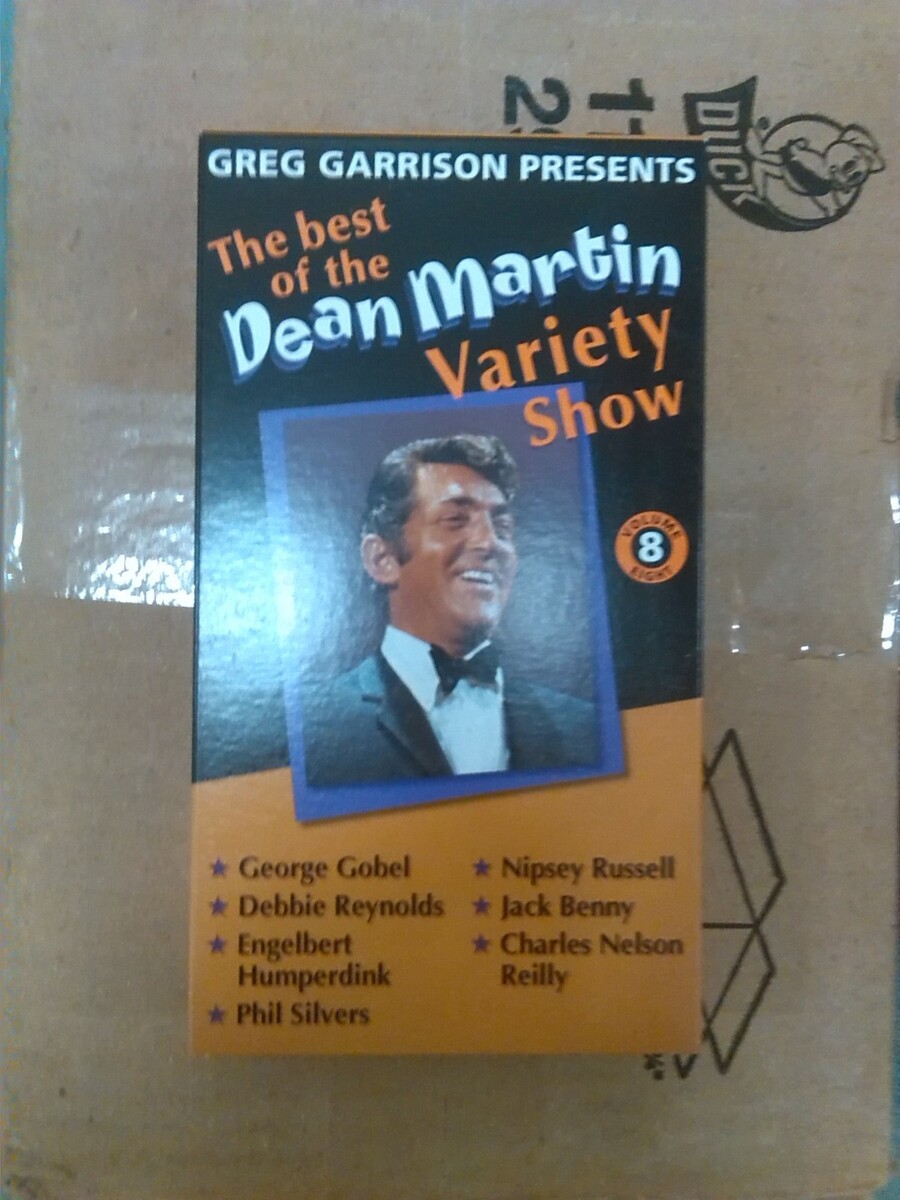 GREG GARRISON PRESENTS
The best
of the
Dean Martin
Variety
Show
VOLUME
8
EIGHT
★ George Gobel
★ Debbie Reynolds
★ Engelbert
Humperdink
★ Phil Silvers
★ Nipsey Russell
★ Jack Benny
★ Charles Nelson
Reilly
DUCK